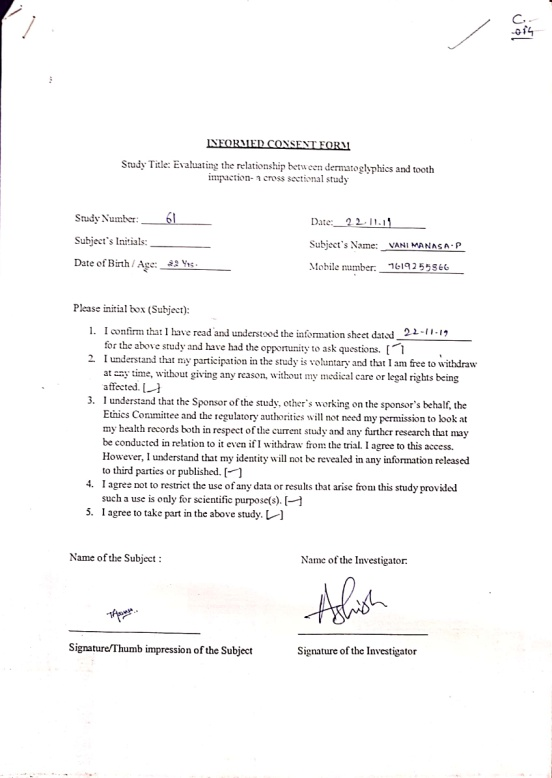 C.-
014
INFORMED CONSENT FORM
Study Title: Evaluating the relationship between dermatoglyphics and tooth
impaction- a cross sectional study
Study Number: 61
Date: 22.11.19
Subject's Initials:
Subject's Name: VANI MANASA.P
Date of Birth / Age: 22 Yrs.
Mobile number: 7619255866
Please initial box (Subject):
1. I confirm that I have read and understood the information sheet dated 22-11-19
for the above study and have had the opportunity to ask questions. [ ]
2. I understand that my participation in the study is voluntary and that I am free to withdraw
at any time, without giving any reason, without my medical care or legal rights being
affected. [ ]
3. I understand that the Sponsor of the study, other's working on the sponsor's behalf, the
Ethics Committee and the regulatory authorities will not need my permission to look at
my health records both in respect of the current study and any further research that may
be conducted in relation to it even if I withdraw from the trial. I agree to this access.
However, I understand that my identity will not be revealed in any information released
to third parties or published. [ ]
4. I agree not to restrict the use of any data or results that arise from this study provided
such a use is only for scientific purpose(s). [ ]
5. I agree to take part in the above study. [ ]
Name of the Subject :
Name of the Investigator:
Ashish
Signature/Thumb impression of the Subject
Signature of the Investigator